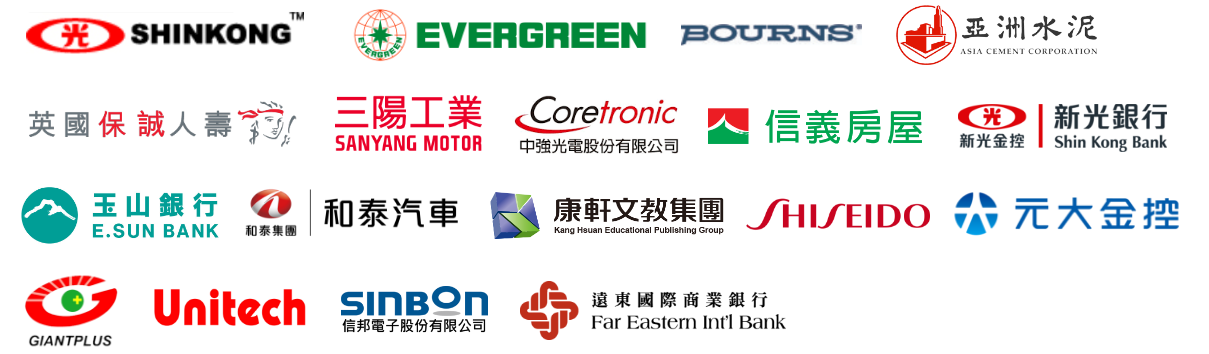 光 SHINKONG™
EVERGREEN EVERGREEN
BOURNS®
亞洲水泥
ASIA CEMENT CORPORATION
英國保誠人壽
三陽工業
SANYANG MOTOR
Coretronic
中強光電股份有限公司
信義房屋
光
新光金控
新光銀行
Shin Kong Bank
玉山銀行
E.SUN BANK
和泰集團
和泰汽車
康軒文教集團
Kang Hsuan Educational Publishing Group
SHISEIDO
元大金控
GIANTPLUS
Unitech
SINBON
信邦電子股份有限公司
遠東國際商業銀行
Far Eastern Int'l Bank